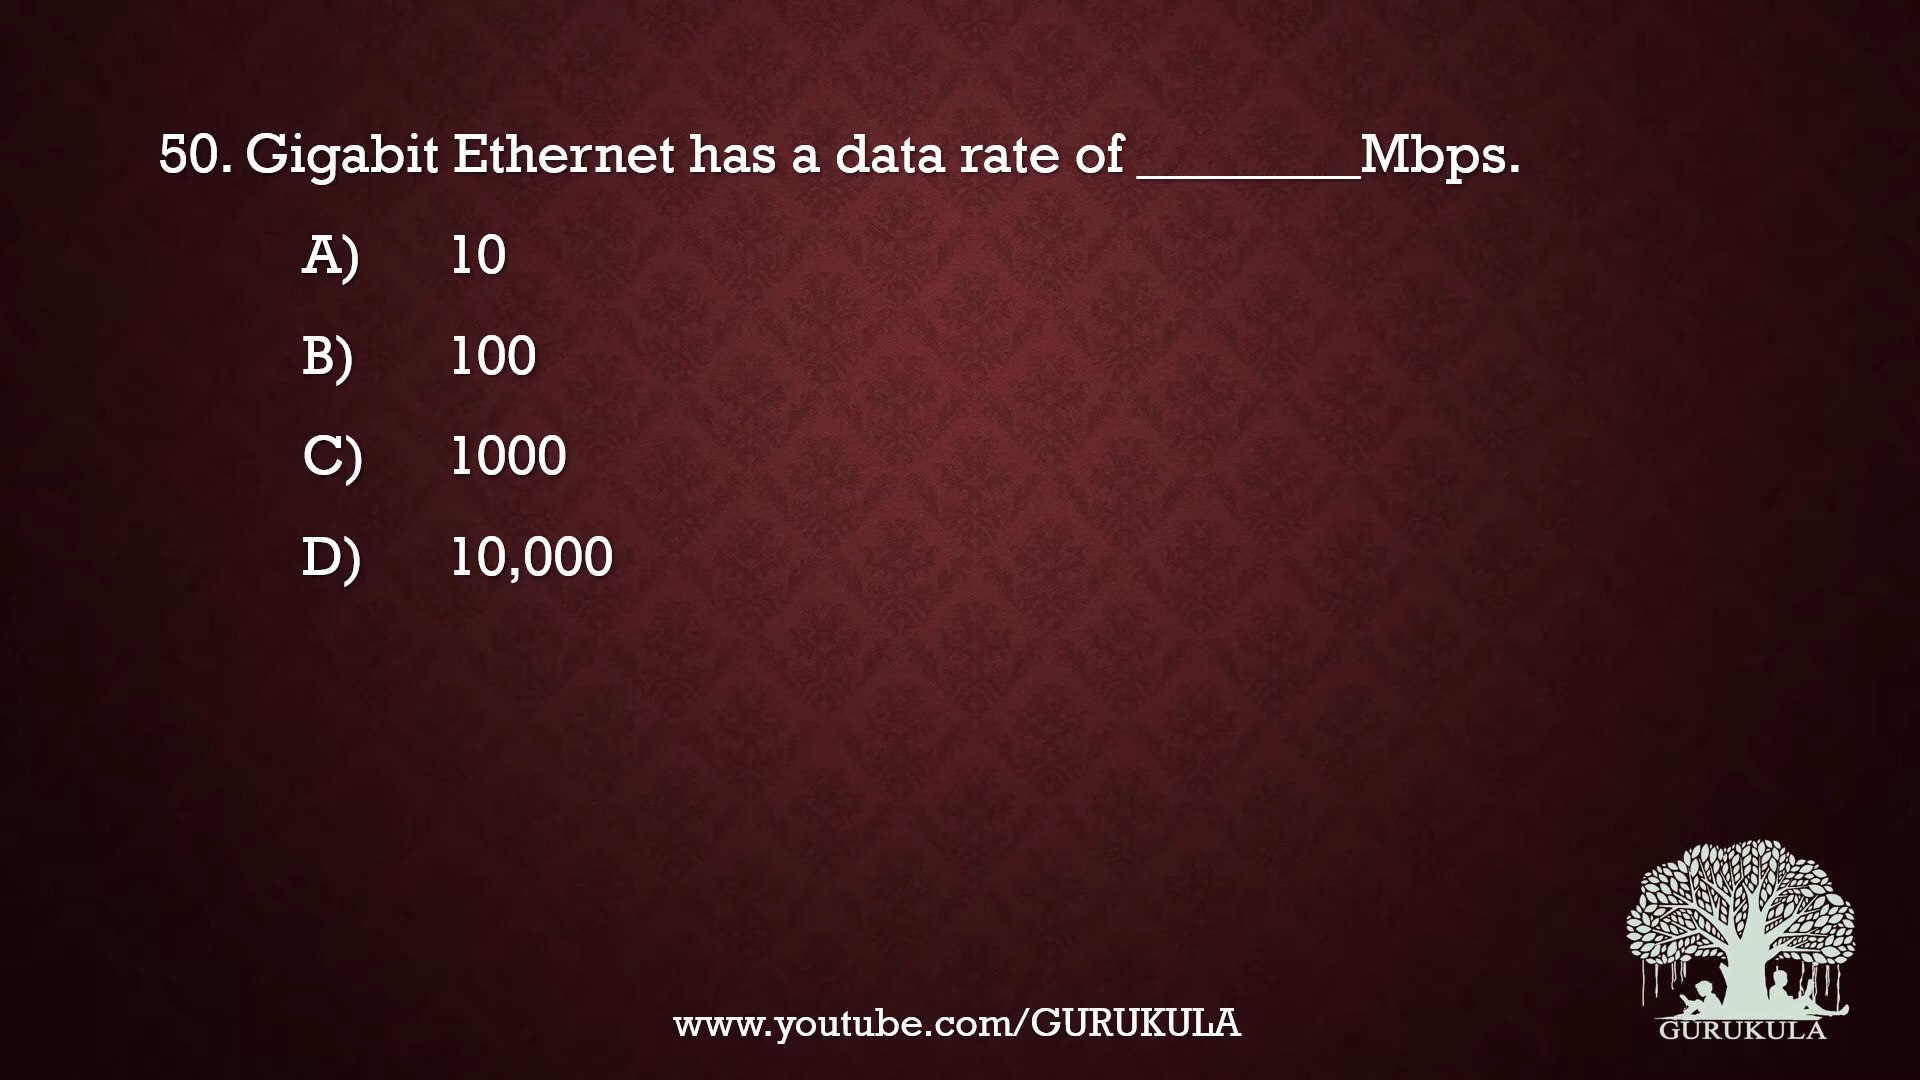 50. Gigabit Ethernet has a data rate of ________Mbps.
A) 10
B) 100
C) 1000
D) 10,000
www.youtube.com/GURUKULA
GURUKULA